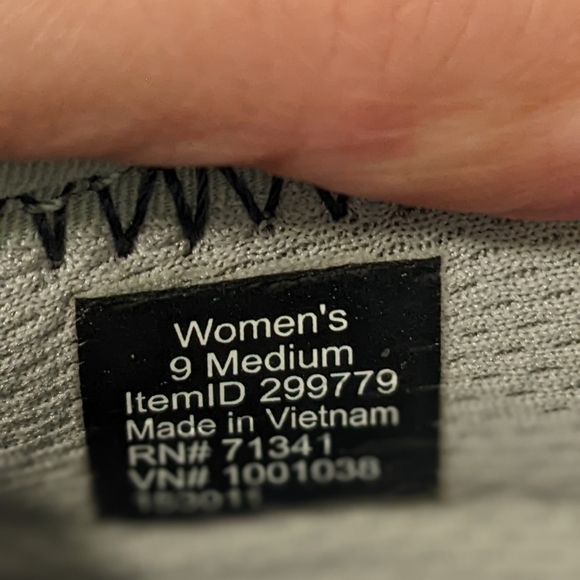 Women's
9 Medium
ItemID 299779
Made in Vietnam
RN# 71341
VN# 1001038